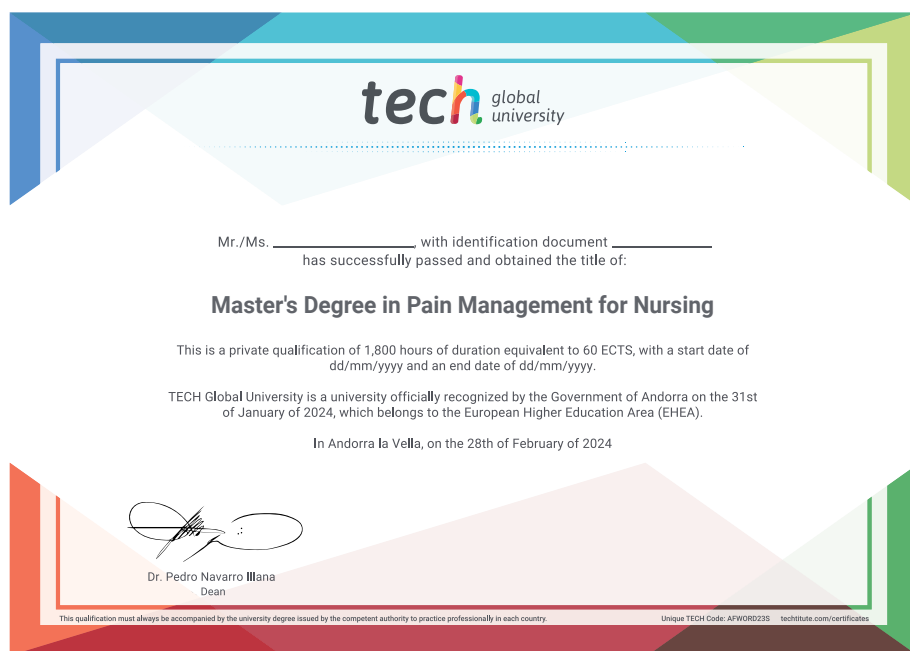 tech global
university
Mr./Ms. ____________________, with identification document ______________
has successfully passed and obtained the title of:
Master's Degree in Pain Management for Nursing
This is a private qualification of 1,800 hours of duration equivalent to 60 ECTS, with a start date of
dd/mm/yyyy and an end date of dd/mm/yyyy.
TECH Global University is a university officially recognized by the Government of Andorra on the 31st
of January of 2024, which belongs to the European Higher Education Area (EHEA).
In Andorra la Vella, on the 28th of February of 2024
Dr. Pedro Navarro Illana
Dean
This qualification must always be accompanied by the university degree issued by the competent authority to practice professionally in each country.
Unique TECH Code: AFWORD23S techtitute.com/certificates